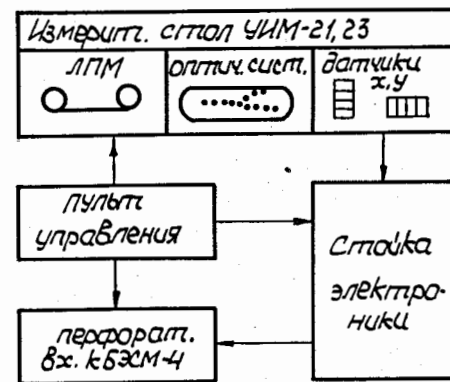 Измерит. стол УИМ-21,23
ЛПМ
оптич. сист.
датчики
x,y
пульт
управления
Стойка
электро-
ники
перфорат.
вх. к БЭСМ-4